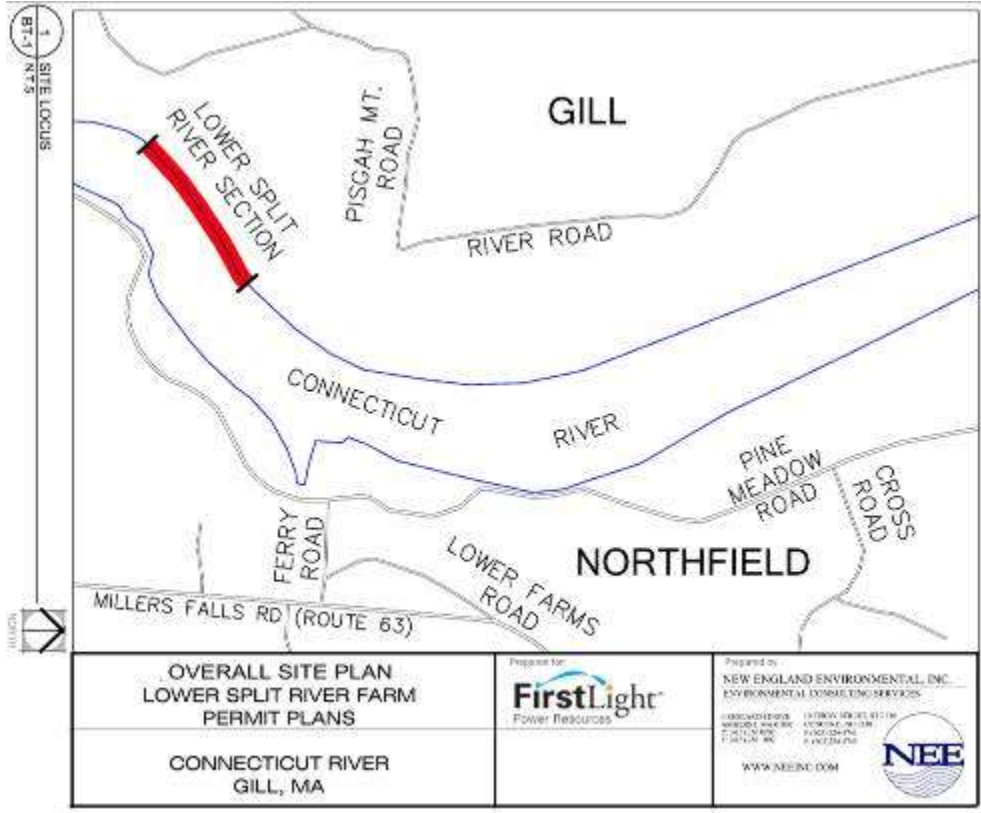 1
BT-1
SITE LOCUS
N.T.S
LOWER SPLIT
RIVER SECTION
PISGAH MT.
ROAD
GILL
RIVER ROAD
CONNECTICUT
RIVER
PINE
MEADOW
ROAD
CROSS
ROAD
FERRY
ROAD
LOWER FARMS
ROAD
NORTHFIELD
MILLERS FALLS RD (ROUTE 63)
NORTH
OVERALL SITE PLAN
LOWER SPLIT RIVER FARM
PERMIT PLANS
CONNECTICUT RIVER
GILL, MA
Prepared for:
FirstLight
Power Resources
Prepared by
NEW ENGLAND ENVIRONMENTAL, INC.
ENVIRONMENTAL CONSULTING SERVICES
WWW.NEEINC.COM
NEE